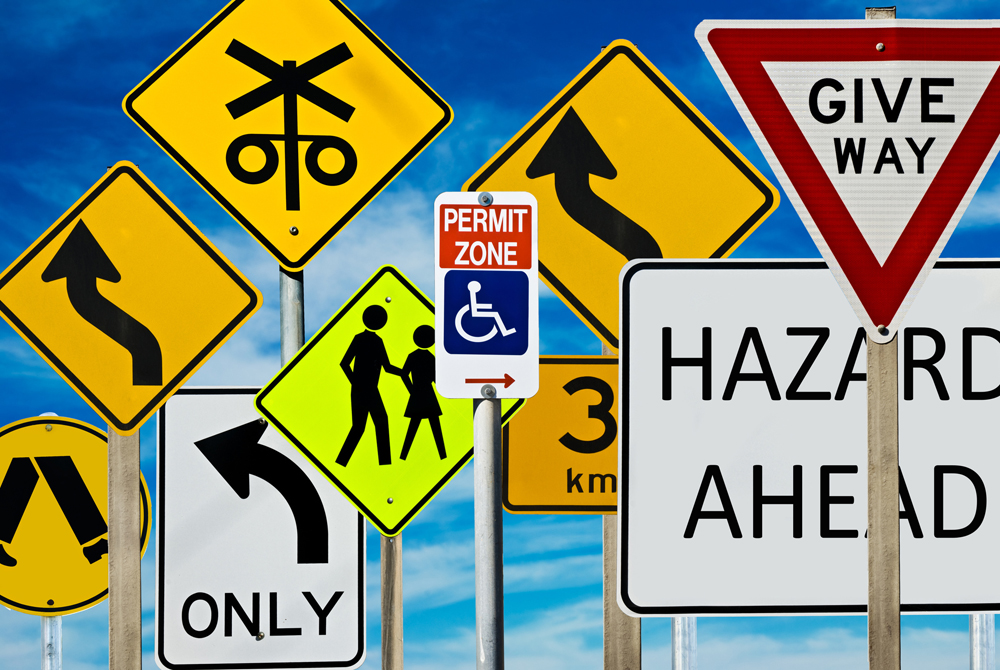 GIVE
WAY
PERMIT
ZONE
HAZARD
AHEAD
3
km
ONLY